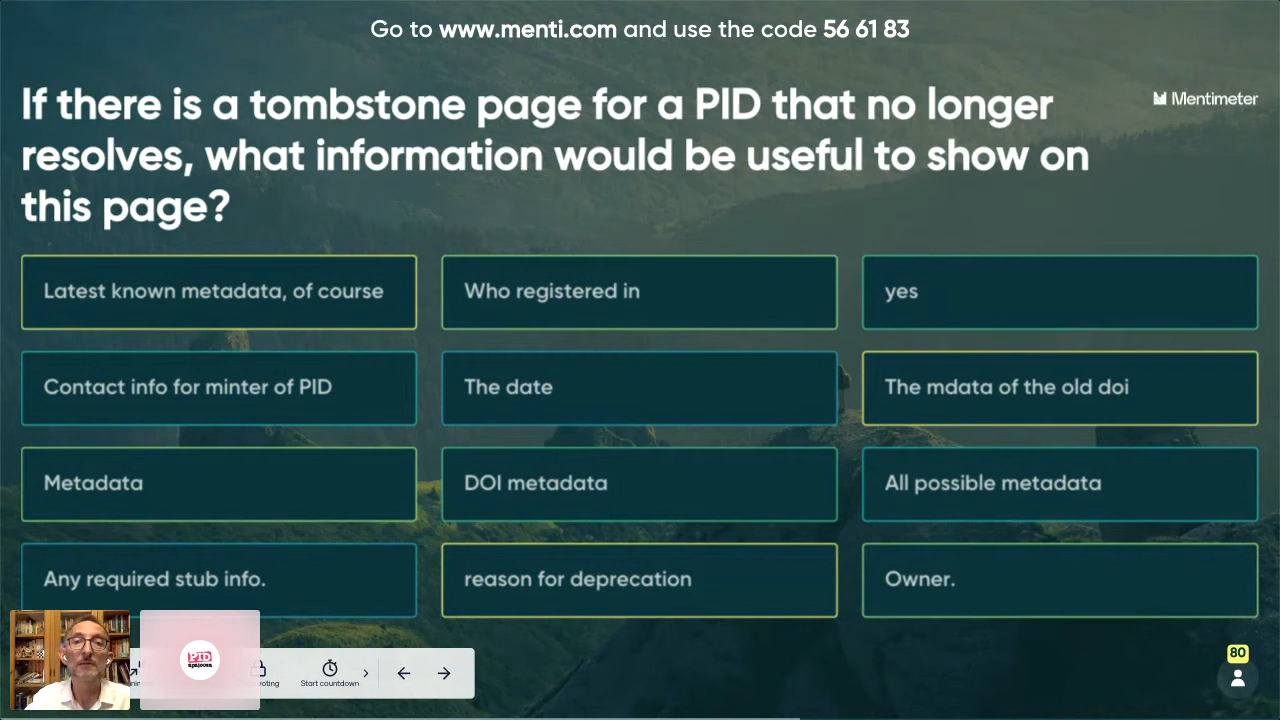 Go to www.menti.com and use the code 56 61 83
If there is a tombstone page for a PID that no longer
Mentimeter
resolves, what information would be useful to show on
this page?
Latest known metadata, of course
Who registered in
yes
Contact info for minter of PID
The date
The mdata of the old doi
Metadata
DOI metadata
All possible metadata
Any required stub info.
reason for deprecation
Owner.
PID
80
Start countdown